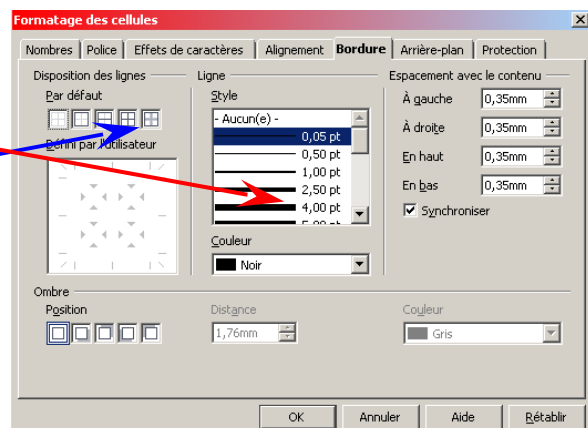 Formatage des cellules
Nombres Police Effets de caractères Alignement Bordure Arrière-plan Protection
Disposition des lignes
Par défaut
Défini par l'utilisateur
Ligne
Style
- Aucun(e) -
0,05 pt
0,50 pt
1,00 pt
2,50 pt
4,00 pt
5,00 pt
Couleur
Noir
Espacement avec le contenu
À gauche 0,35mm
À droite 0,35mm
En haut 0,35mm
En bas 0,35mm
Synchroniser
Ombre
Position
Distance
1,76mm
Couleur
Gris
OK Annuler Aide Rétablir